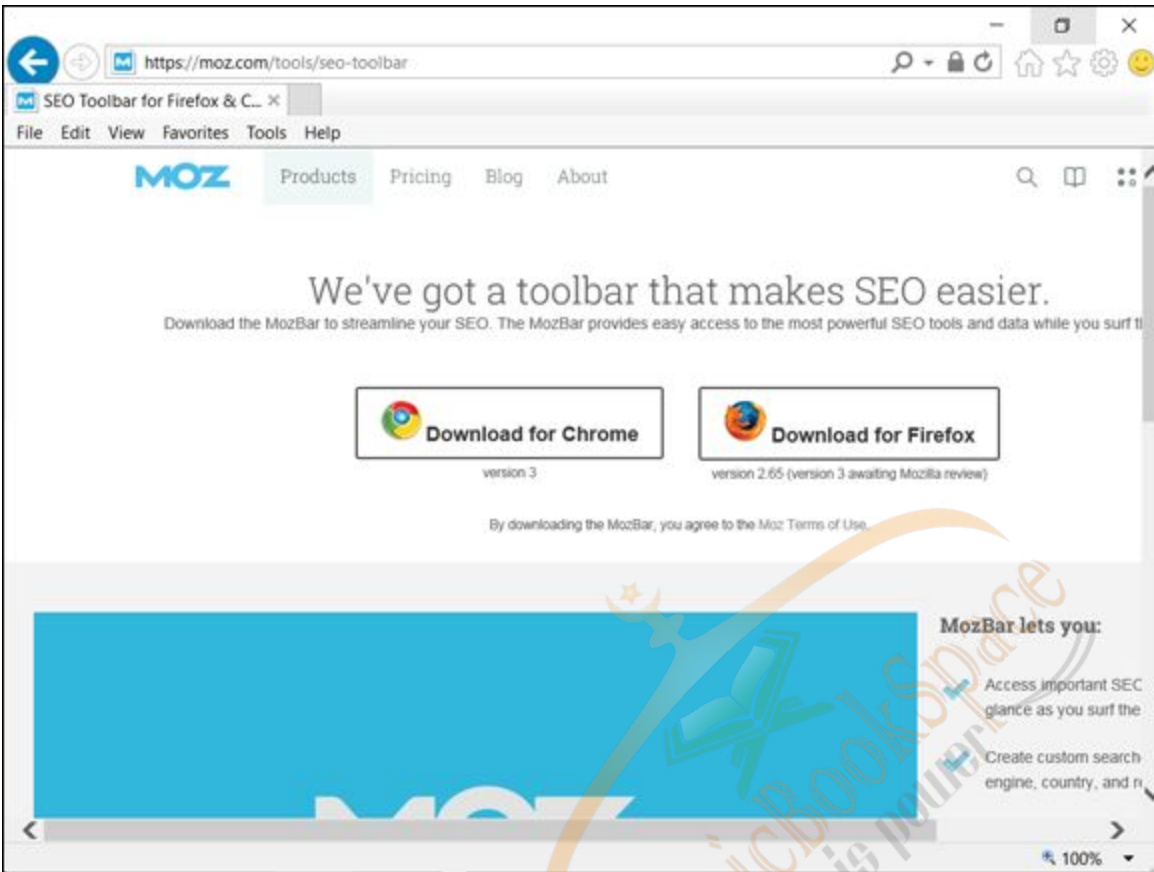 https://moz.com/tools/seo-toolbar
SEO Toolbar for Firefox & C...
File Edit View Favorites Tools Help
MOZ Products Pricing Blog About
We've got a toolbar that makes SEO easier.
Download the MozBar to streamline your SEO. The MozBar provides easy access to the most powerful SEO tools and data while you surf
Download for Chrome
version 3
Download for Firefox
version 2.65 (version 3 awaiting Mozilla review)
By downloading the MozBar, you agree to the Moz Terms of Use.
MOZ
MozBar lets you:
Access important
glance as you surf the
Create custom search
engine, country, and
icBookSpace
is power
100%